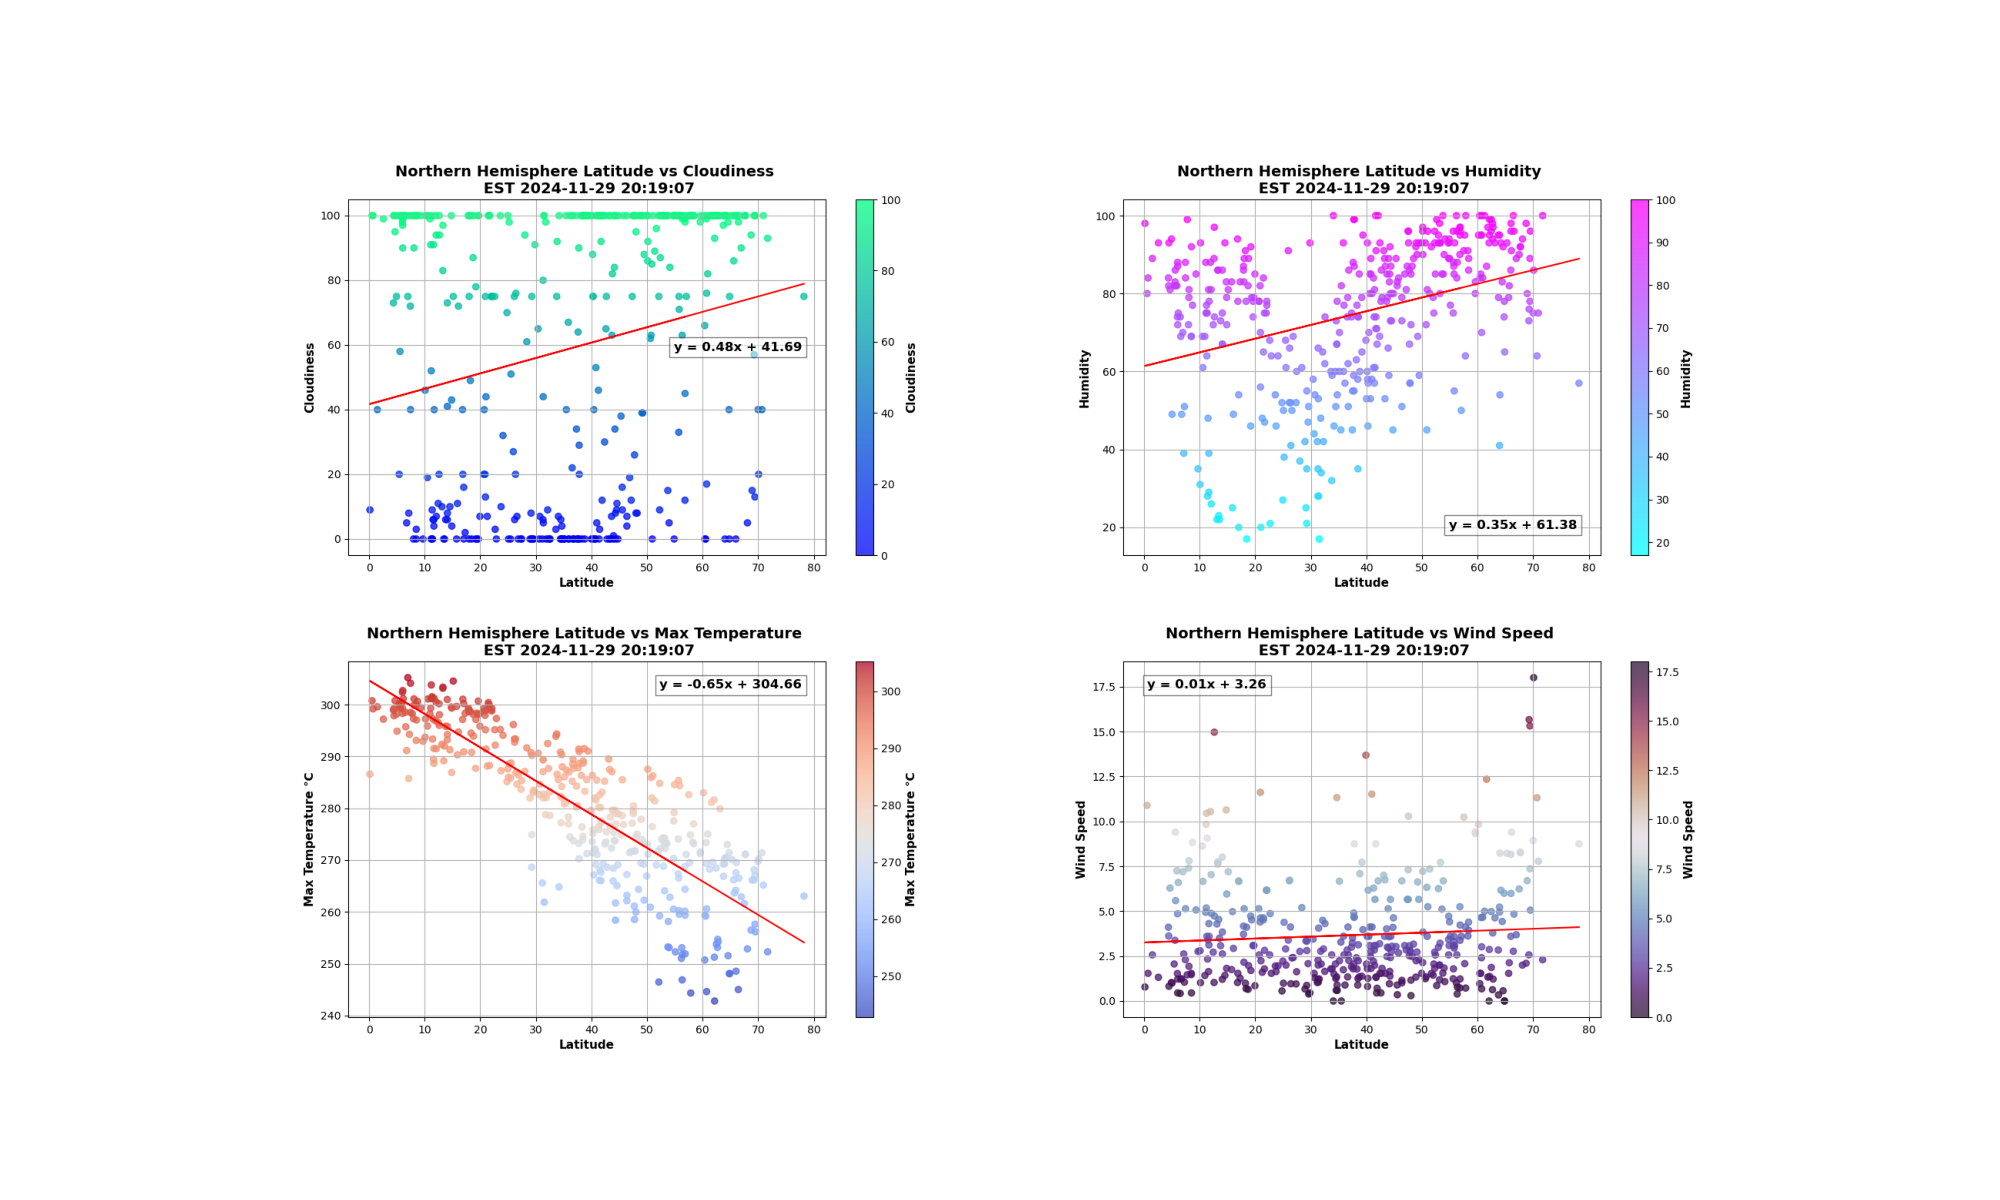 Northern Hemisphere Latitude vs Cloudiness
EST 2024-11-29 20:19:07
100
80
60
40
20
0
Cloudiness
y = 0.48x + 41.69
0 10 20 30 40 50 60 70 80
Latitude
100
80
60
40
20
0
Cloudiness
Northern Hemisphere Latitude vs Humidity
EST 2024-11-29 20:19:07
100
80
60
40
20
Humidity
y = 0.35x + 61.38
0 10 20 30 40 50 60 70 80
Latitude
100
90
80
70
60
50
40
30
20
Humidity
Northern Hemisphere Latitude vs Max Temperature
EST 2024-11-29 20:19:07
300
290
280
270
260
250
240
Max Temperature °C
y = -0.65x + 304.66
0 10 20 30 40 50 60 70 80
Latitude
300
290
280
270
260
250
Max Temperature °C
Northern Hemisphere Latitude vs Wind Speed
EST 2024-11-29 20:19:07
17.5
15.0
12.5
10.0
7.5
5.0
2.5
0.0
Wind Speed
y = 0.01x + 3.26
0 10 20 30 40 50 60 70 80
Latitude
17.5
15.0
12.5
10.0
7.5
5.0
2.5
0.0
Wind Speed